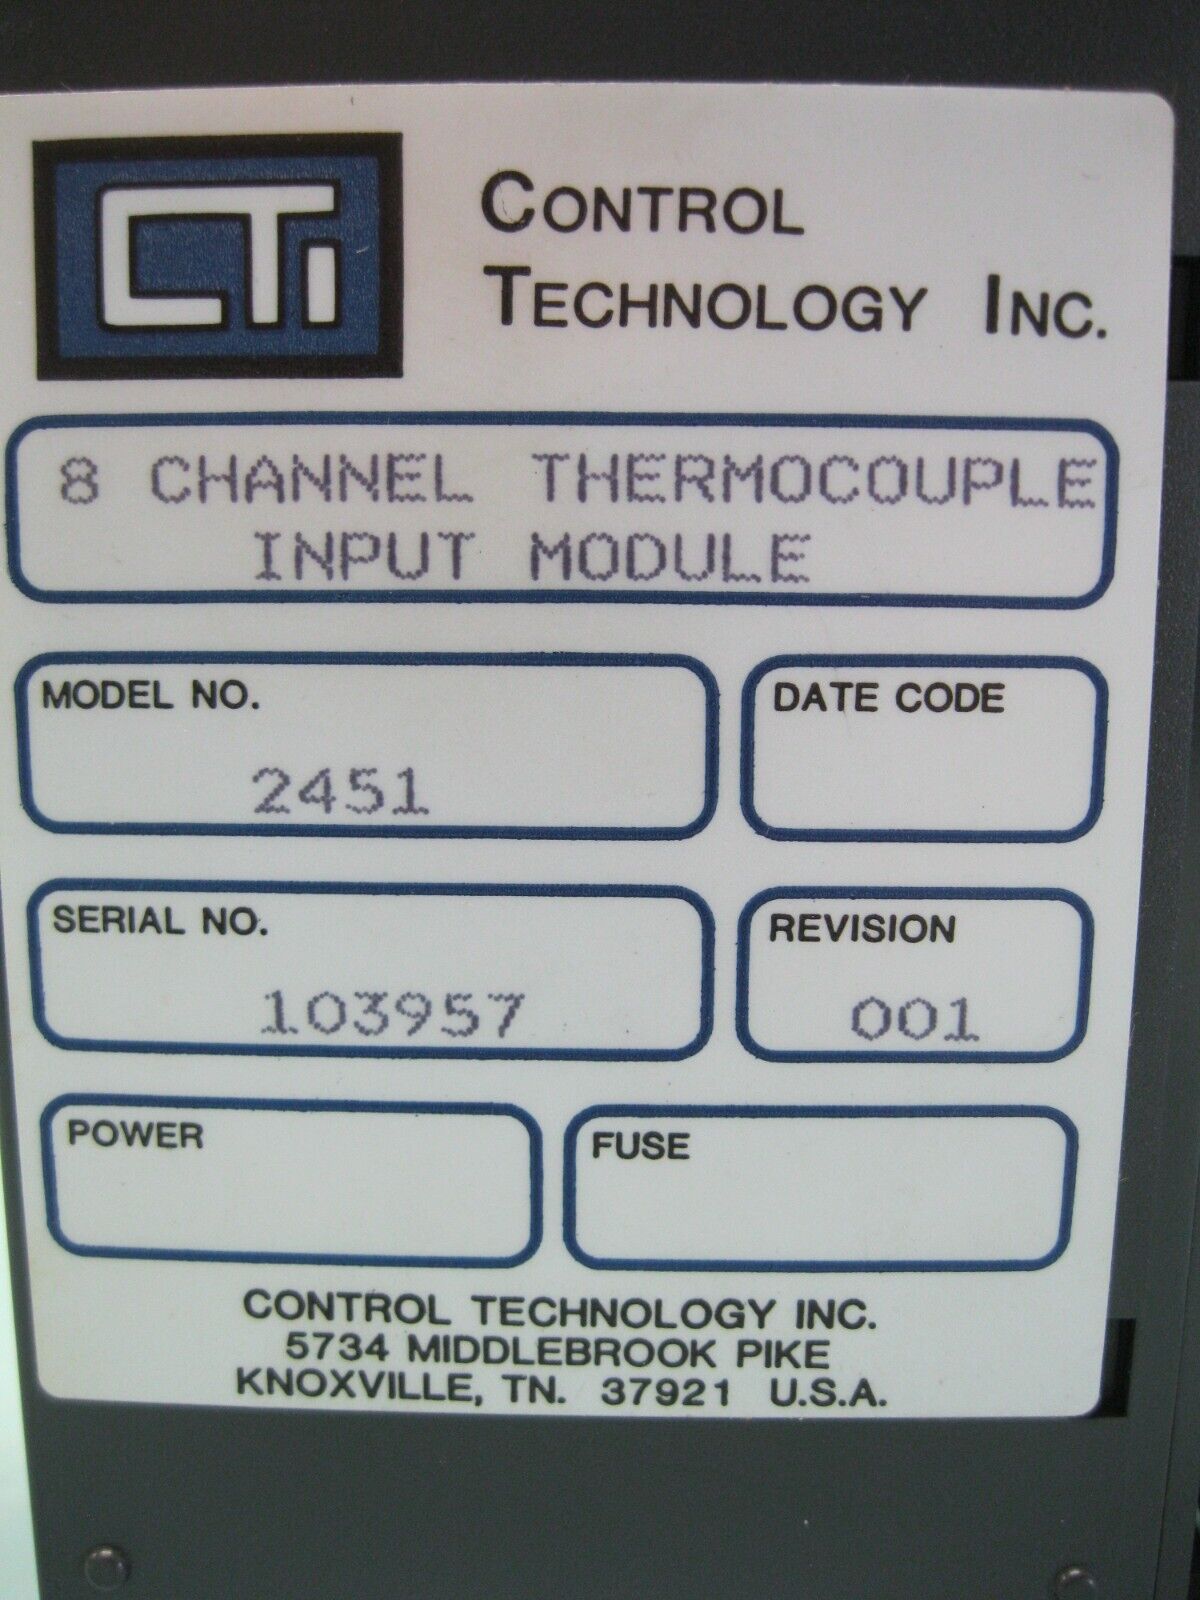 CTI
CONTROL
TECHNOLOGY INC.
8 CHANNEL THERMOCOUPLE
INPUT MODULE
MODEL NO.
2451
DATE CODE
SERIAL NO.
103957
REVISION
001
POWER
FUSE
CONTROL TECHNOLOGY INC.
5734 MIDDLEBROOK PIKE
KNOXVILLE, TN. 37921 U.S.A.